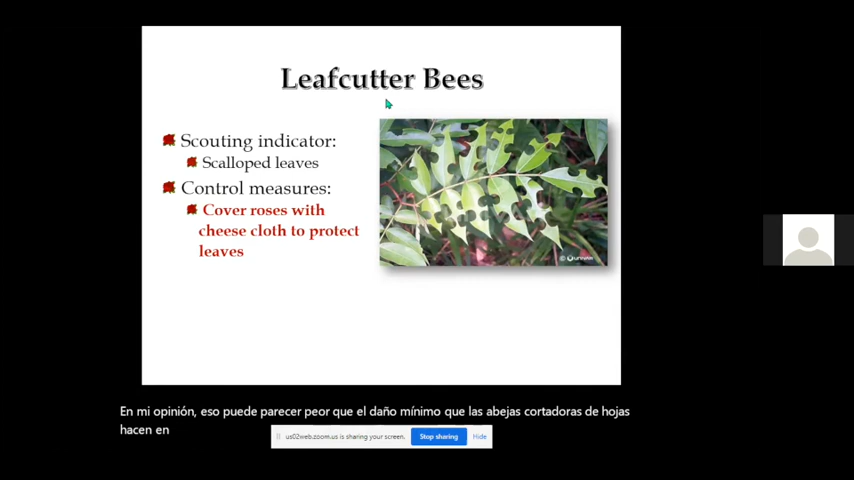 Leafcutter Bees
Scouting indicator:
Scalloped leaves
Control measures:
Cover roses with
cheese cloth to protect
leaves
En mi opinión, eso puede parecer peor que el daño mínimo que las abejas cortadoras de hojas
hacen en
us02web.zoom.us is sharing your screen. Stop sharing Hide